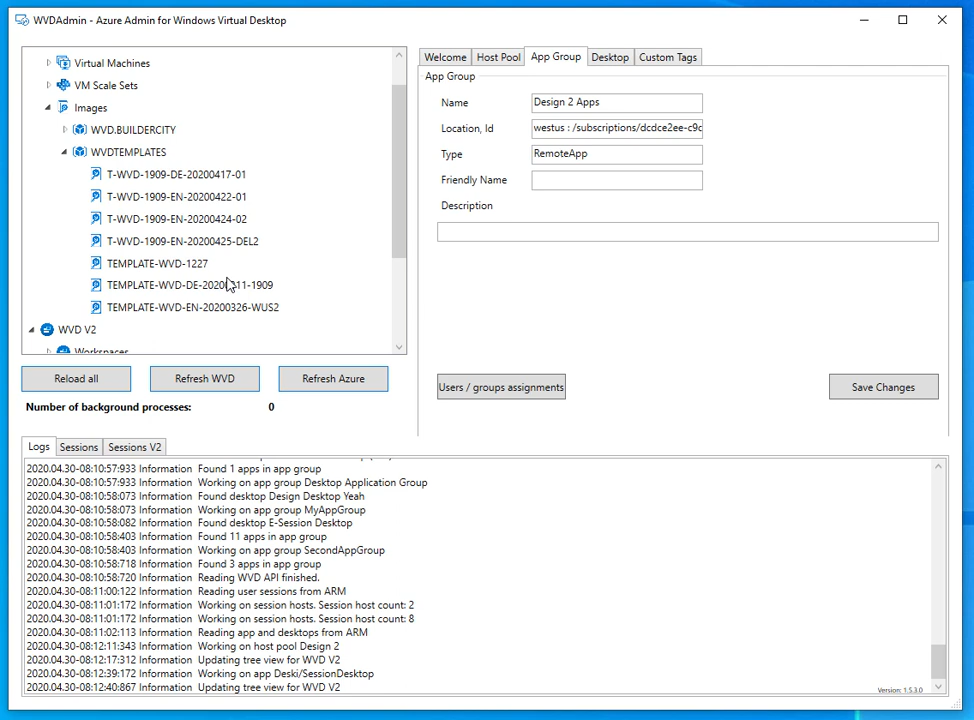 WVDAdmin - Azure Admin for Windows Virtual Desktop
Virtual Machines
VM Scale Sets
Images
WVD.BUILDERCITY
WVDTEMPLATES
T-WVD-1909-DE-20200417-01
T-WVD-1909-EN-20200422-01
T-WVD-1909-EN-20200424-02
T-WVD-1909-EN-20200425-DEL2
TEMPLATE-WVD-1227
TEMPLATE-WVD-DE-20200311-1909
TEMPLATE-WVD-EN-20200326-WUS2
WVD V2
Workspaces
Reload all
Refresh WVD
Refresh Azure
Number of background processes: 0
Welcome
Host Pool
App Group
Desktop
Custom Tags
App Group
Name
Design 2 Apps
Location, Id
westus : /subscriptions/dcdce2ee-c9c
Type
RemoteApp
Friendly Name
Description
Users / groups assignments
Save Changes
Logs
Sessions
Sessions V2
2020.04.30-08:10:57:933 Information Found 1 apps in app group
2020.04.30-08:10:57:933 Information Working on app group Desktop Application Group
2020.04.30-08:10:58:073 Information Found desktop Design Desktop Yeah
2020.04.30-08:10:58:073 Information Working on app group MyAppGroup
2020.04.30-08:10:58:082 Information Found desktop E-Session Desktop
2020.04.30-08:10:58:403 Information Found 11 apps in app group
2020.04.30-08:10:58:403 Information Working on app group SecondAppGroup
2020.04.30-08:10:58:718 Information Found 3 apps in app group
2020.04.30-08:10:58:720 Information Reading WVD API finished.
2020.04.30-08:11:00:122 Information Reading user sessions from ARM
2020.04.30-08:11:01:172 Information Working on session hosts. Session host count: 2
2020.04.30-08:11:01:172 Information Working on session hosts. Session host count: 8
2020.04.30-08:11:02:113 Information Reading app and desktops from ARM
2020.04.30-08:12:11:343 Information Working on host pool Design 2
2020.04.30-08:12:17:312 Information Updating tree view for WVD V2
2020.04.30-08:12:39:172 Information Working on app Deski/SessionDesktop
2020.04.30-08:12:40:867 Information Updating tree view for WVD V2
Version: 1.5.3.0